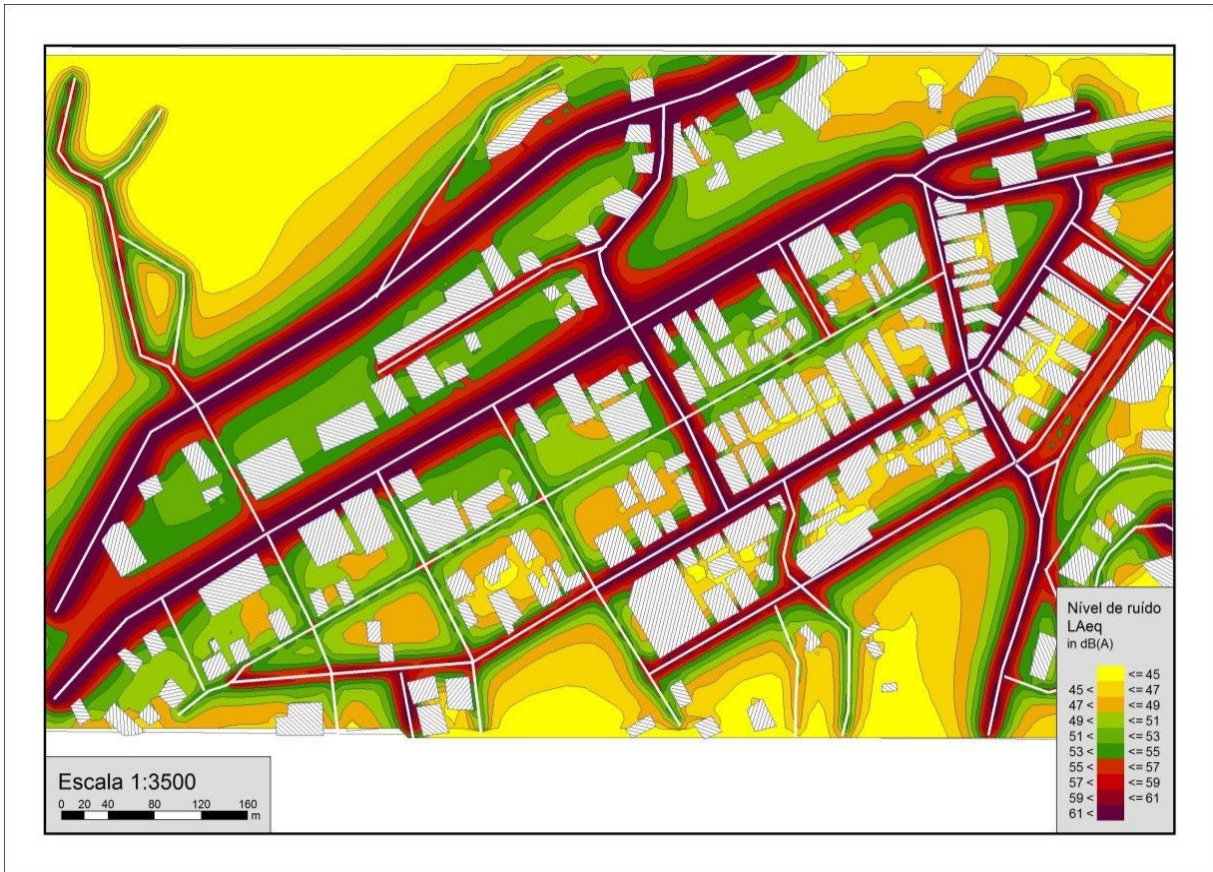 Nível de ruído
LAeq
in dB(A)
<= 45
45 < <= 47
47 < <= 49
49 < <= 51
51 < <= 53
53 < <= 55
55 < <= 57
57 < <= 59
59 < <= 61
61 <
Escala 1:3500
0 20 40 80 120 160
m